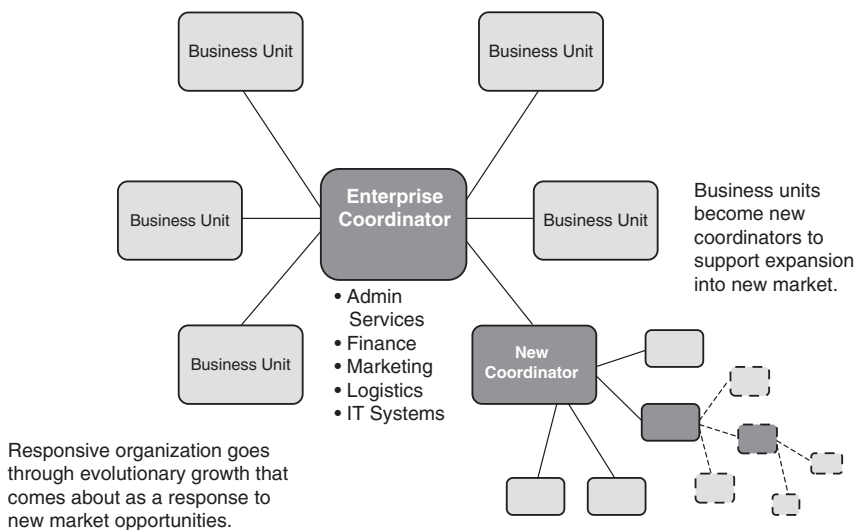 Business Unit
Business Unit
Enterprise
Coordinator
Business Unit
Business Unit
Business units
become new
coordinators to
support expansion
into new market.
• Admin
Services
• Finance
• Marketing
• Logistics
• IT Systems
Business Unit
New
Coordinator
Responsive organization goes
through evolutionary growth that
comes about as a response to
new market opportunities.